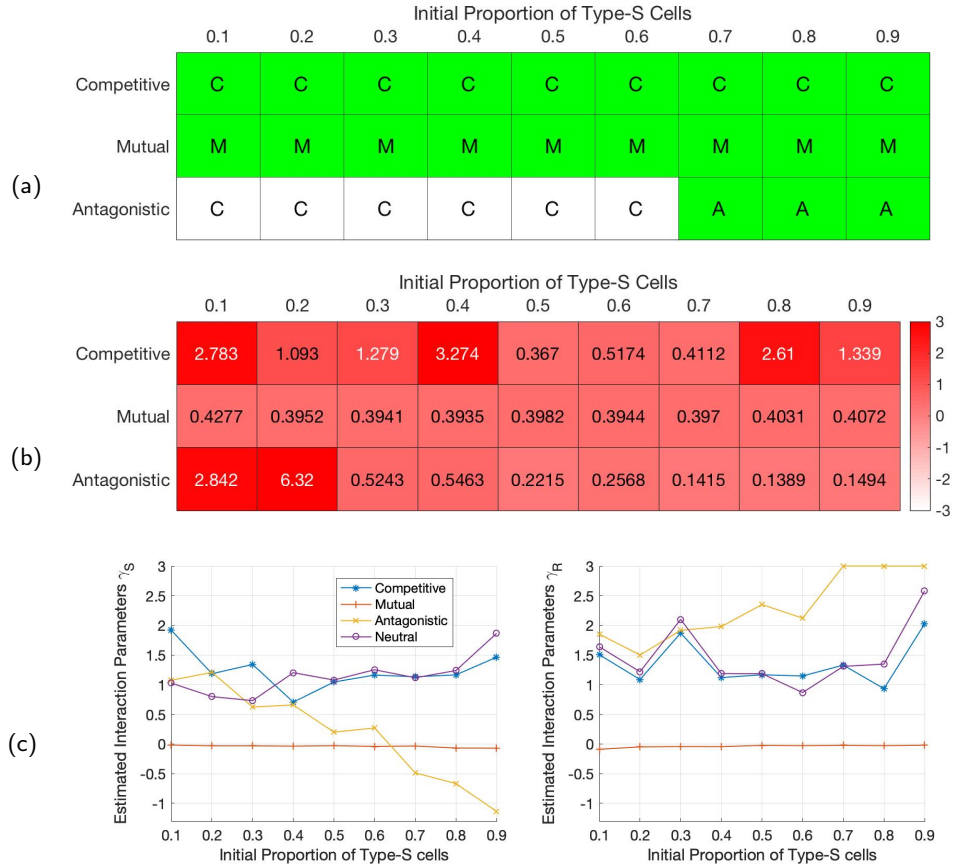 Initial Proportion of Type-S Cells
0.1 0.2 0.3 0.4 0.5 0.6 0.7 0.8 0.9
Competitive C C C C C C C C C
Mutual M M M M M M M M M
(a)
Antagonistic C C C C C C A A A
Initial Proportion of Type-S Cells
0.1 0.2 0.3 0.4 0.5 0.6 0.7 0.8 0.9
Competitive 2.783 1.093 1.279 3.274 0.367 0.5174 0.4112 2.61 1.339
Mutual 0.4277 0.3952 0.3941 0.3935 0.3982 0.3944 0.397 0.4031 0.4072
(b)
Antagonistic 2.842 6.32 0.5243 0.5463 0.2215 0.2568 0.1415 0.1389 0.1494
3
2
1
0
-1
-2
-3
(c)
Estimated Interaction Parameters γS
3
2.5
2
1.5
1
0.5
0
-0.5
-1
Competitive
Mutual
Antagonistic
Neutral
0.1 0.2 0.3 0.4 0.5 0.6 0.7 0.8 0.9
Initial Proportion of Type-S cells
Estimated Interaction Parameters γR
3
2.5
2
1.5
1
0.5
0
-0.5
-1
0.1 0.2 0.3 0.4 0.5 0.6 0.7 0.8 0.9
Initial Proportion of Type-S cells